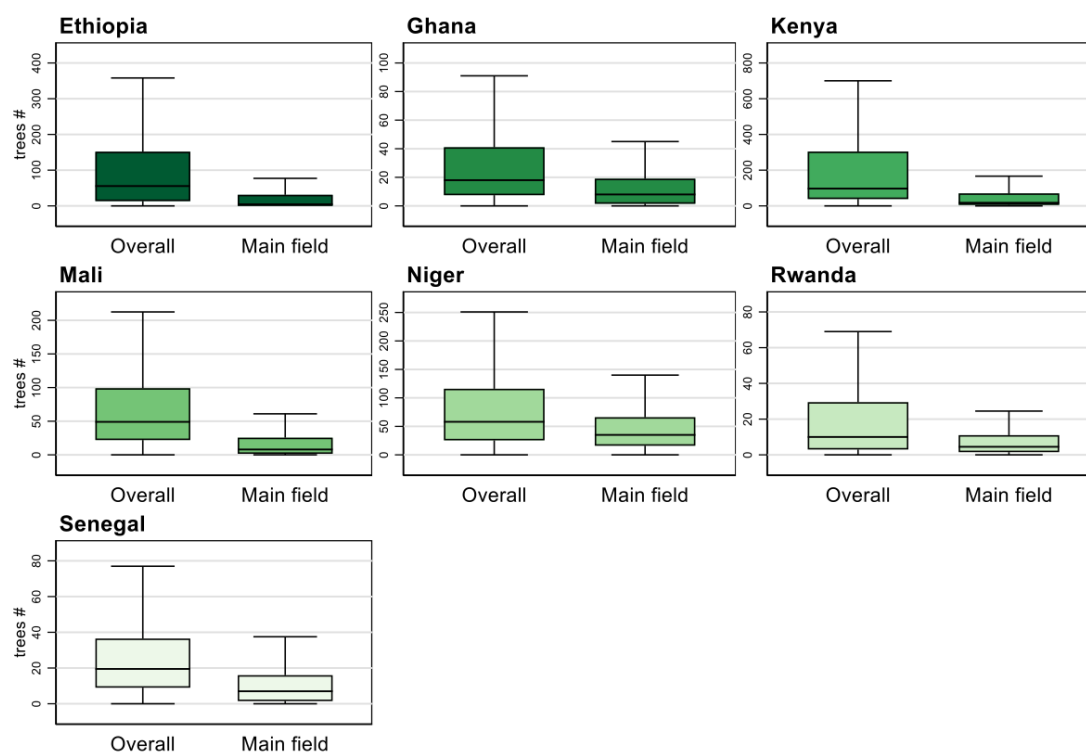 Ethiopia
trees #
400
300
200
100
0
Overall Main field
Ghana
100
80
60
40
20
0
Overall Main field
Kenya
800
600
400
200
0
Overall Main field
Mali
trees #
200
150
100
50
0
Overall Main field
Niger
250
200
150
100
50
0
Overall Main field
Rwanda
80
60
40
20
0
Overall Main field
Senegal
trees #
80
60
40
20
0
Overall Main field